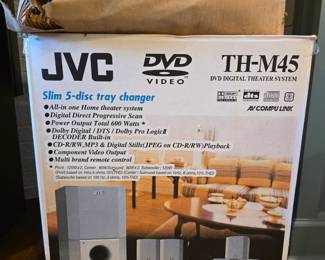 JVC
DVD
VIDEO
TH-M45
DVD DIGITAL THEATER SYSTEM
AV COMPU LINK
Slim 5-disc tray changer
● All-in one Home theater system
● Digital Direct Progressive Scan
● Power Output Total 600 Watts *
● Dolby Digital / DTS / Dolby Pro Logic II
DECODER Built-in
● CD-R/RW,MP3 & Digital Stills(JPEG on CD-R/RW)Playback
● Component Video Output
● Multi brand remote control